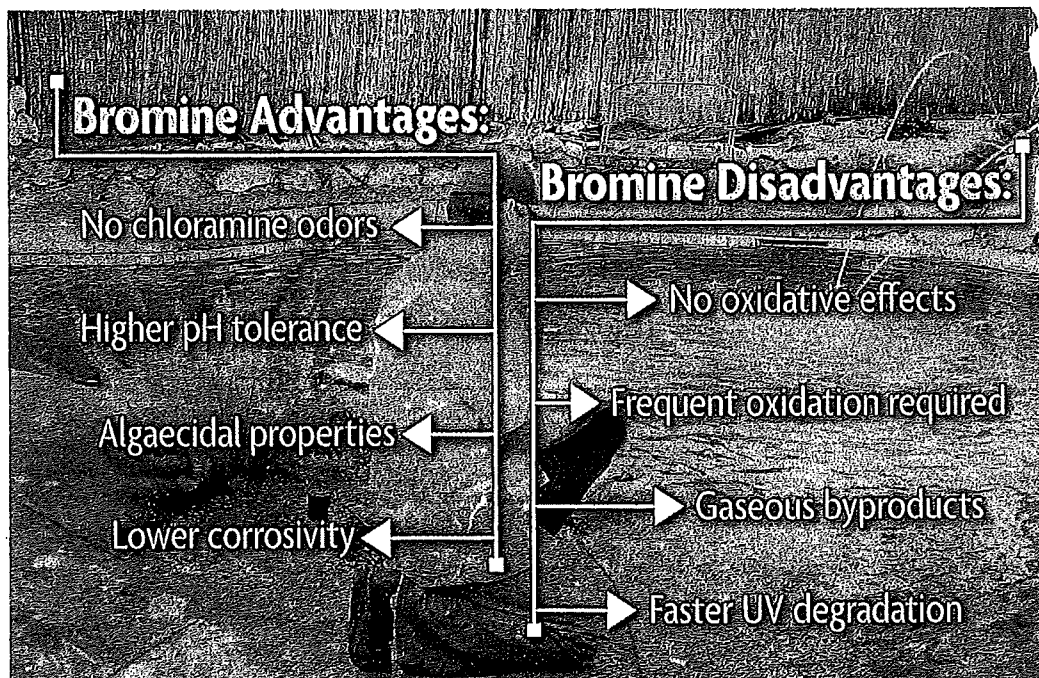 Bromine Advantages:
No chloramine odors
Higher pH tolerance
Algaecidal properties
Lower corrosivity
Bromine Disadvantages:
No oxidative effects
Frequent oxidation required
Gaseous byproducts
Faster UV degradation